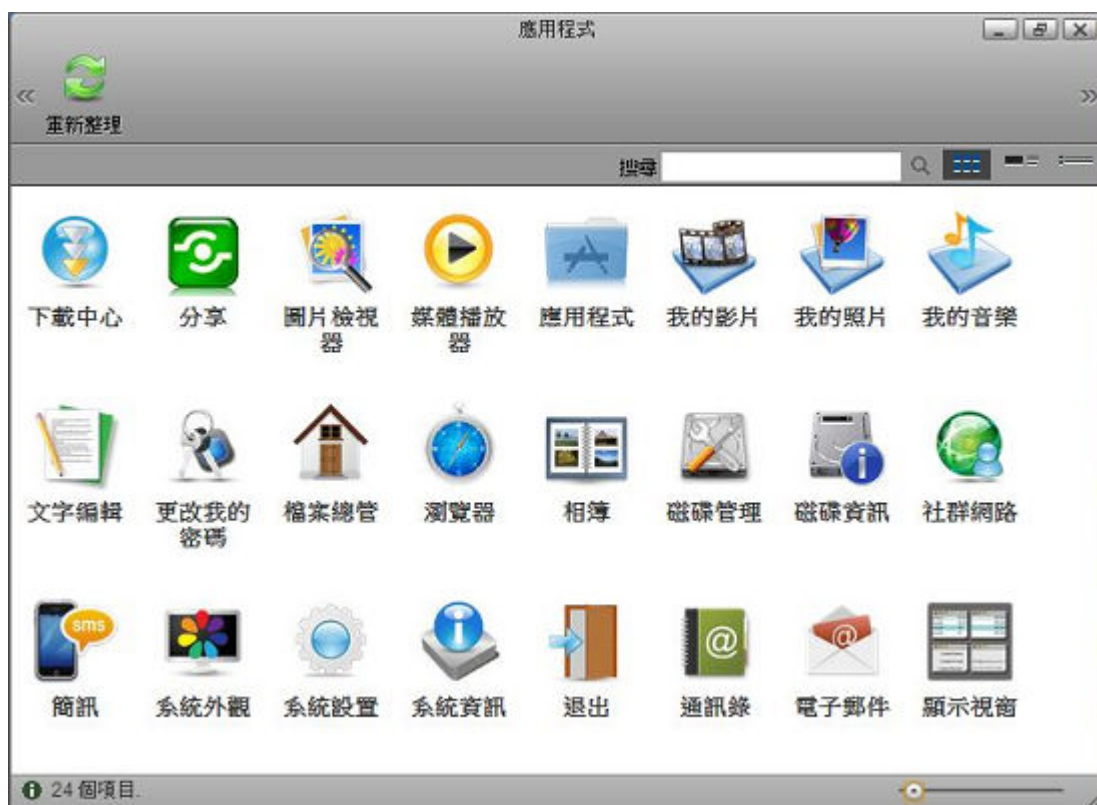 應用程式
重新整理
搜尋
下載中心 分享 圖片檢視器 媒體播放器 應用程式 我的影片 我的照片 我的音樂
文字編輯 更改我的密碼 檔案總管 瀏覽器 相簿 磁碟管理 磁碟資訊 社群網路
sms
@
@
簡訊 系統外觀 系統設置 系統資訊 退出 通訊錄 電子郵件 顯示視窗
24 個項目.